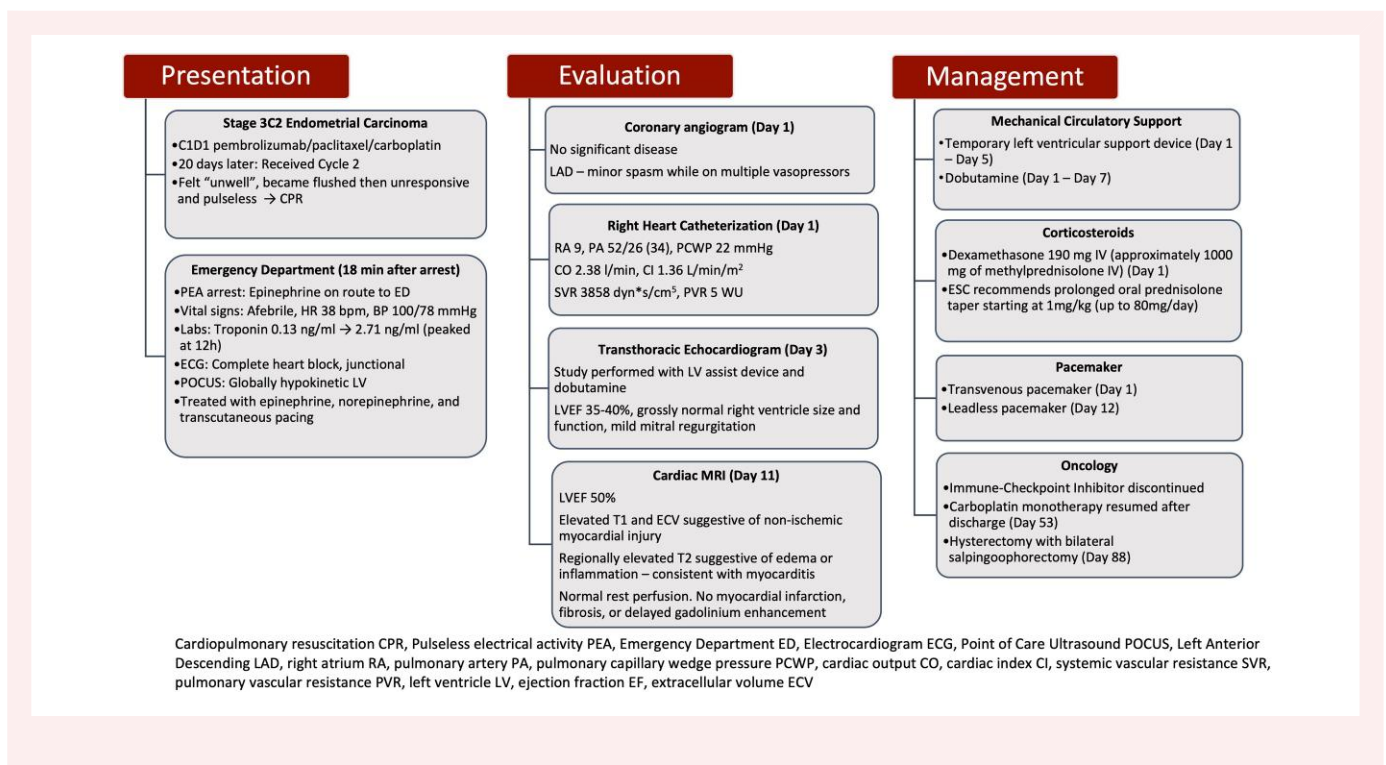 Presentation
Stage 3C2 Endometrial Carcinoma
•C1D1 pembrolizumab/paclitaxel/carboplatin
•20 days later: Received Cycle 2
•Felt “unwell”, became flushed then unresponsive
and pulseless → CPR
Emergency Department (18 min after arrest)
•PEA arrest: Epinephrine on route to ED
•Vital signs: Afebrile, HR 38 bpm, BP 100/78 mmHg
•Labs: Troponin 0.13 ng/ml → 2.71 ng/ml (peaked
at 12h)
•ECG: Complete heart block, junctional
•POCUS: Globally hypokinetic LV
•Treated with epinephrine, norepinephrine, and
transcutaneous pacing
Evaluation
Coronary angiogram (Day 1)
No significant disease
LAD – minor spasm while on multiple vasopressors
Right Heart Catheterization (Day 1)
RA 9, PA 52/26 (34), PCWP 22 mmHg
CO 2.38 l/min, CI 1.36 L/min/m²
SVR 3858 dyn*s/cm⁵, PVR 5 WU
Transthoracic Echocardiogram (Day 3)
Study performed with LV assist device and
dobutamine
LVEF 35-40%, grossly normal right ventricle size and
function, mild mitral regurgitation
Cardiac MRI (Day 11)
LVEF 50%
Elevated T1 and ECV suggestive of non-ischemic
myocardial injury
Regionally elevated T2 suggestive of edema or
inflammation – consistent with myocarditis
Normal rest perfusion. No myocardial infarction,
fibrosis, or delayed gadolinium enhancement
Management
Mechanical Circulatory Support
•Temporary left ventricular support device (Day 1
– Day 5)
•Dobutamine (Day 1 – Day 7)
Corticosteroids
•Dexamethasone 190 mg IV (approximately 1000
mg of methylprednisolone IV) (Day 1)
•ESC recommends prolonged oral prednisolone
taper starting at 1mg/kg (up to 80mg/day)
Pacemaker
•Transvenous pacemaker (Day 1)
•Leadless pacemaker (Day 12)
Oncology
•Immune-Checkpoint Inhibitor discontinued
•Carboplatin monotherapy resumed after
discharge (Day 53)
•Hysterectomy with bilateral
salpingoophorectomy (Day 88)
Cardiopulmonary resuscitation CPR, Pulseless electrical activity PEA, Emergency Department ED, Electrocardiogram ECG, Point of Care Ultrasound POCUS, Left Anterior
Descending LAD, right atrium RA, pulmonary artery PA, pulmonary capillary wedge pressure PCWP, cardiac output CO, cardiac index CI, systemic vascular resistance SVR,
pulmonary vascular resistance PVR, left ventricle LV, ejection fraction EF, extracellular volume ECV